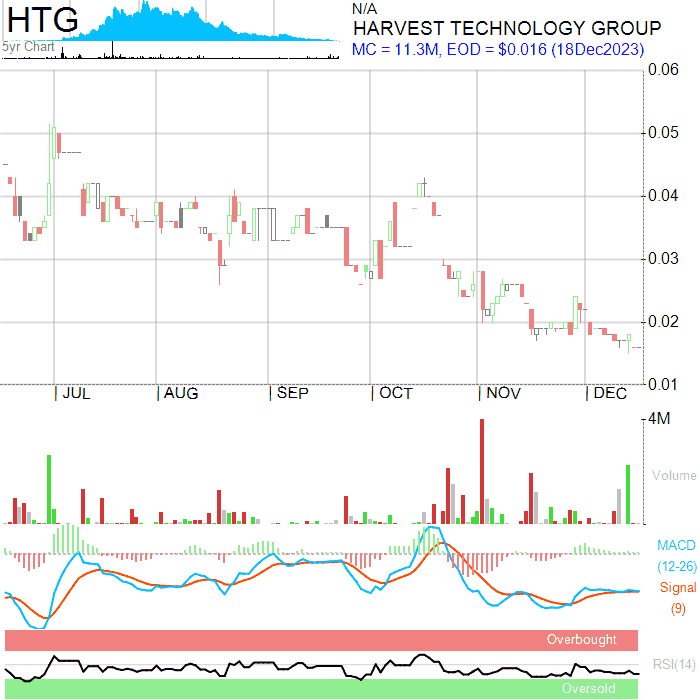 HTG
5yr Chart
N/A
HARVEST TECHNOLOGY GROUP
MC = 11.3M, EOD = $0.016 (18Dec2023)
0.06
0.05
0.04
0.03
0.02
0.01
| JUL | AUG | SEP | OCT | NOV | DEC
4M
Volume
MACD
(12-26)
Signal
(9)
Overbought
RSI(14)
Oversold